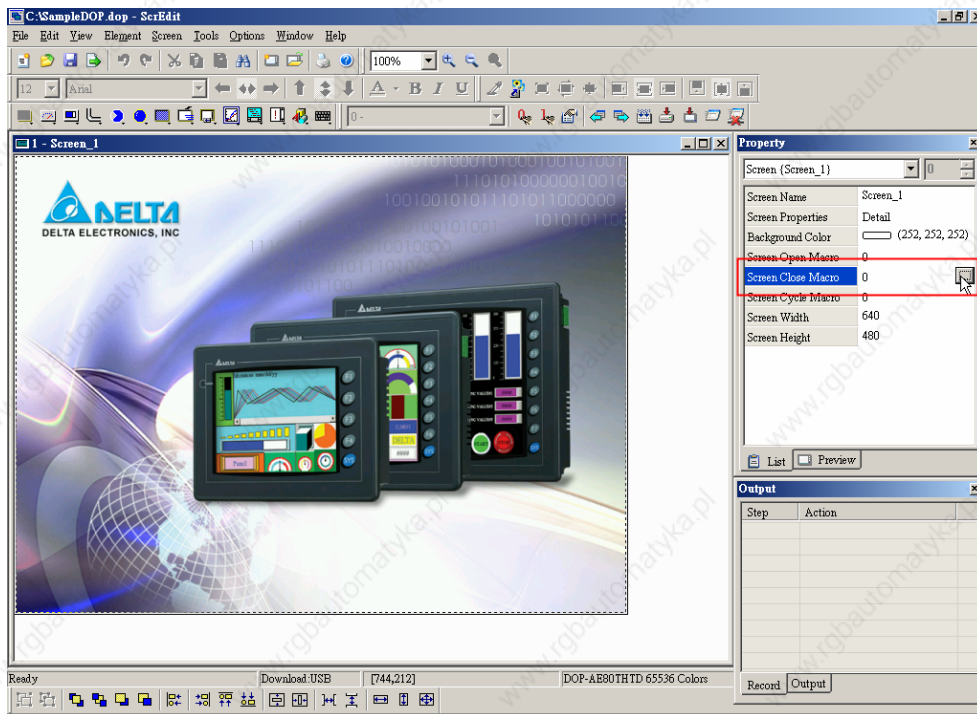 C:\SampleDOP.dop - ScrEdit
File Edit View Element Screen Tools Options Window Help
100%
12 Arial
A B I U
0 -
1 - Screen_1
DELTA
DELTA ELECTRONICS, INC
Property
Screen {Screen_1} 0
Screen Name Screen_1
Screen Properties Detail
Background Color (252, 252, 252)
Screen Open Macro 0
Screen Close Macro 0
Screen Cycle Macro 0
Screen Width 640
Screen Height 480
List Preview
Output
Step Action
Record Output
Ready Download:USB [744,212] DOP-AE80THTD 65536 Colors
www.rgbautomatyka.pl